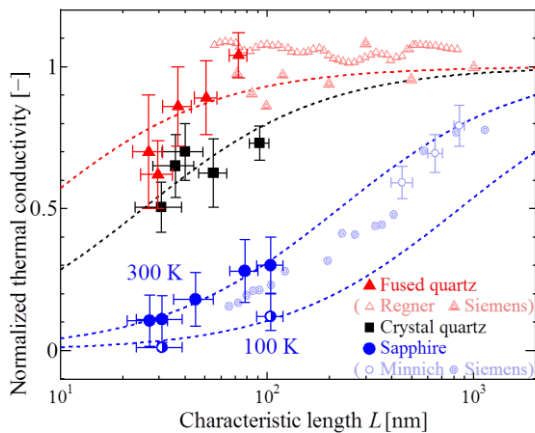 Normalized thermal conductivity [−]
1
0.5
0
300 K
100 K
Fused quartz
( Regner Siemens)
Crystal quartz
Sapphire
( Minnich Siemens)
10¹ 10² 10³
Characteristic length L [nm]